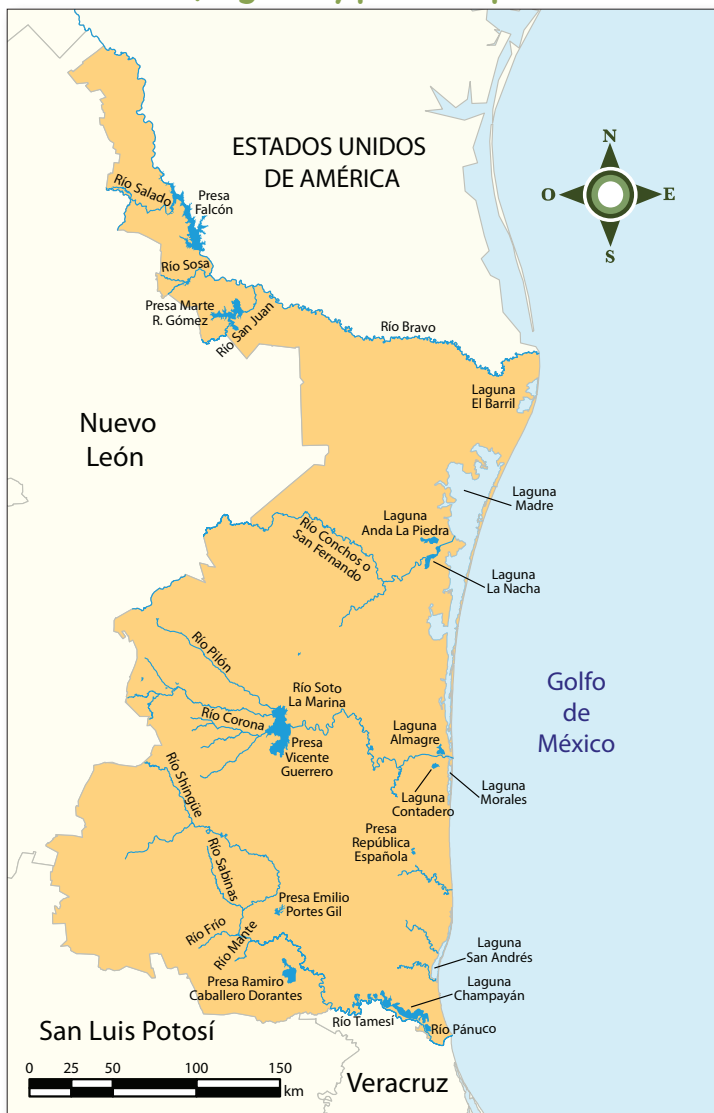 ESTADOS UNIDOS
DE AMÉRICA
N
O
E
S
Río Salado
Presa
Falcón
Río Sosa
Presa Marte
R. Gómez
Río San Juan
Río Bravo
Laguna
El Barril
Nuevo
León
Laguna
Madre
Laguna
Anda La Piedra
Río Conchos o
San Fernando
Laguna
La Nacha
Río Pilón
Río Soto
La Marina
Golfo
de
México
Río Corona
Presa
Vicente
Guerrero
Laguna
Almagre
Laguna
Morales
Laguna
Contadero
Río Shingüe
Presa
República
Española
Río Sabinas
Presa Emilio
Portes Gil
Río Frío
Río Mante
Laguna
San Andrés
Presa Ramiro
Caballero Dorantes
Laguna
Champayán
Río Tamesí
Río Pánuco
San Luis Potosí
Veracruz
0 25 50 100 150
km